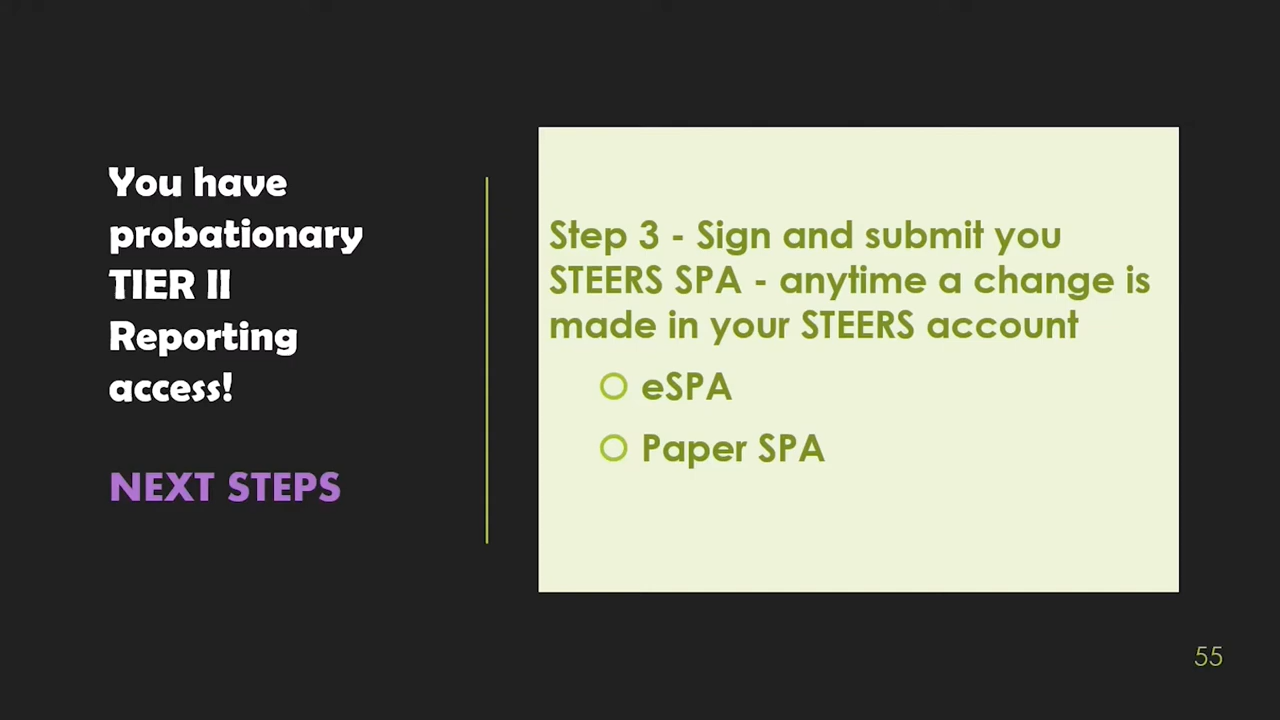 You have
probationary
TIER II
Reporting
access!
NEXT STEPS
Step 3 - Sign and submit you
STEERS SPA - anytime a change is
made in your STEERS account
eSPA
Paper SPA
55